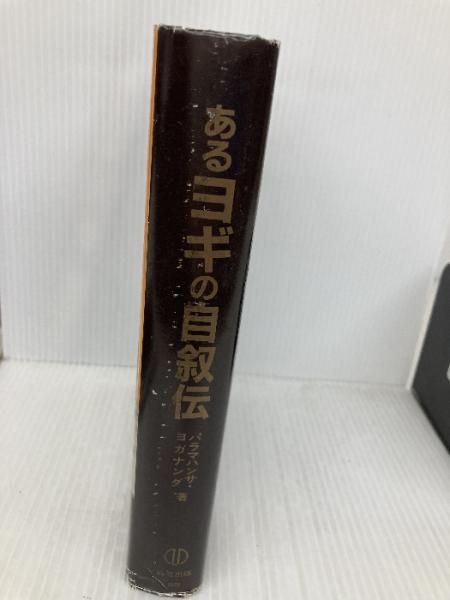 あるヨギの自叙伝
パラマハンサ・
ヨガナンダ 著